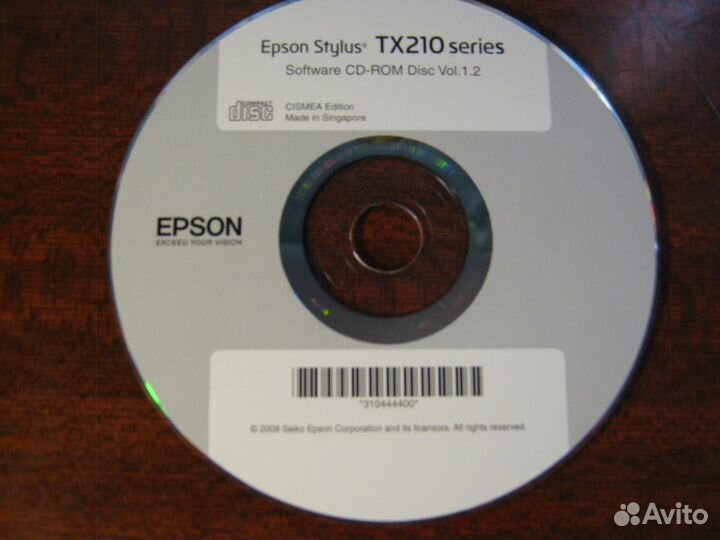 Epson Stylus® TX210 series
Software CD-ROM Disc Vol.1.2
COMPACT
disc
CISMEA Edition
Made in Singapore
EPSON
EXCEED YOUR VISION
*310444400*
© 2009 Seiko Epson Corporation and its licensors. All rights reserved.
Avito